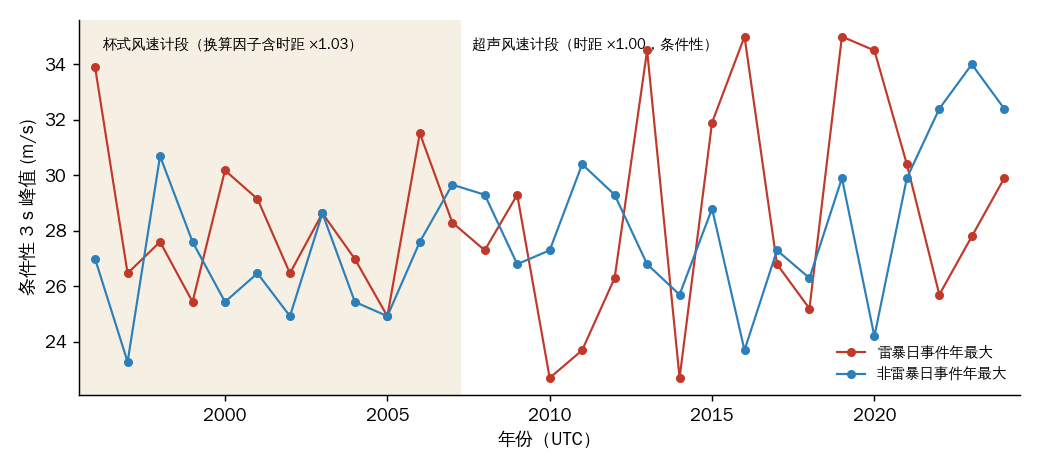 杯式风速计段（换算因子含时距 ×1.03）
超声风速计段（时距 ×1.00，条件性）
34
32
30
28
26
24
条件性 3 s 峰值 (m/s)
雷暴日事件年最大
非雷暴日事件年最大
2000
2005
2010
2015
2020
年份（UTC）